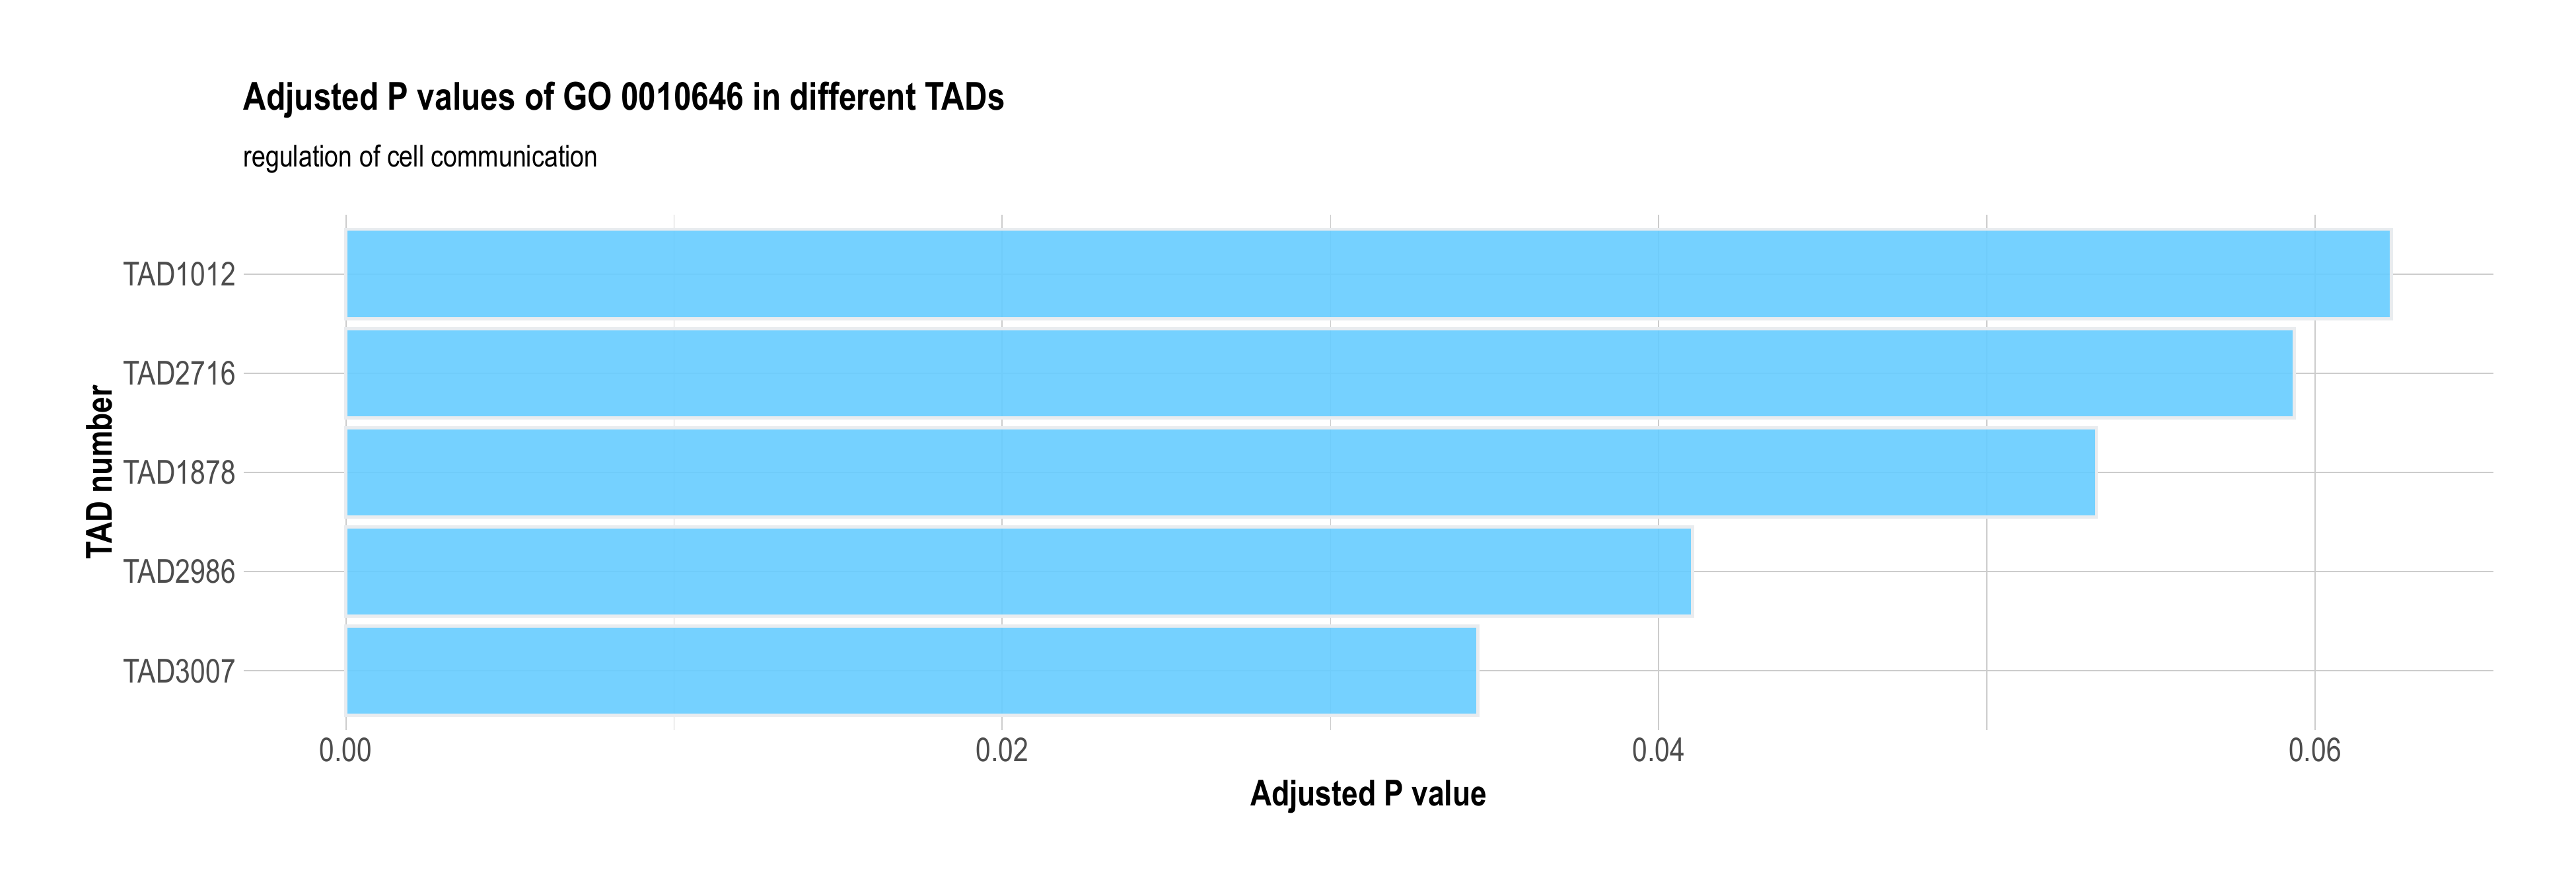 Adjusted P values of GO 0010646 in different TADs
regulation of cell communication
TAD number
TAD1012
TAD2716
TAD1878
TAD2986
TAD3007
0.00 0.02 0.04 0.06
Adjusted P value